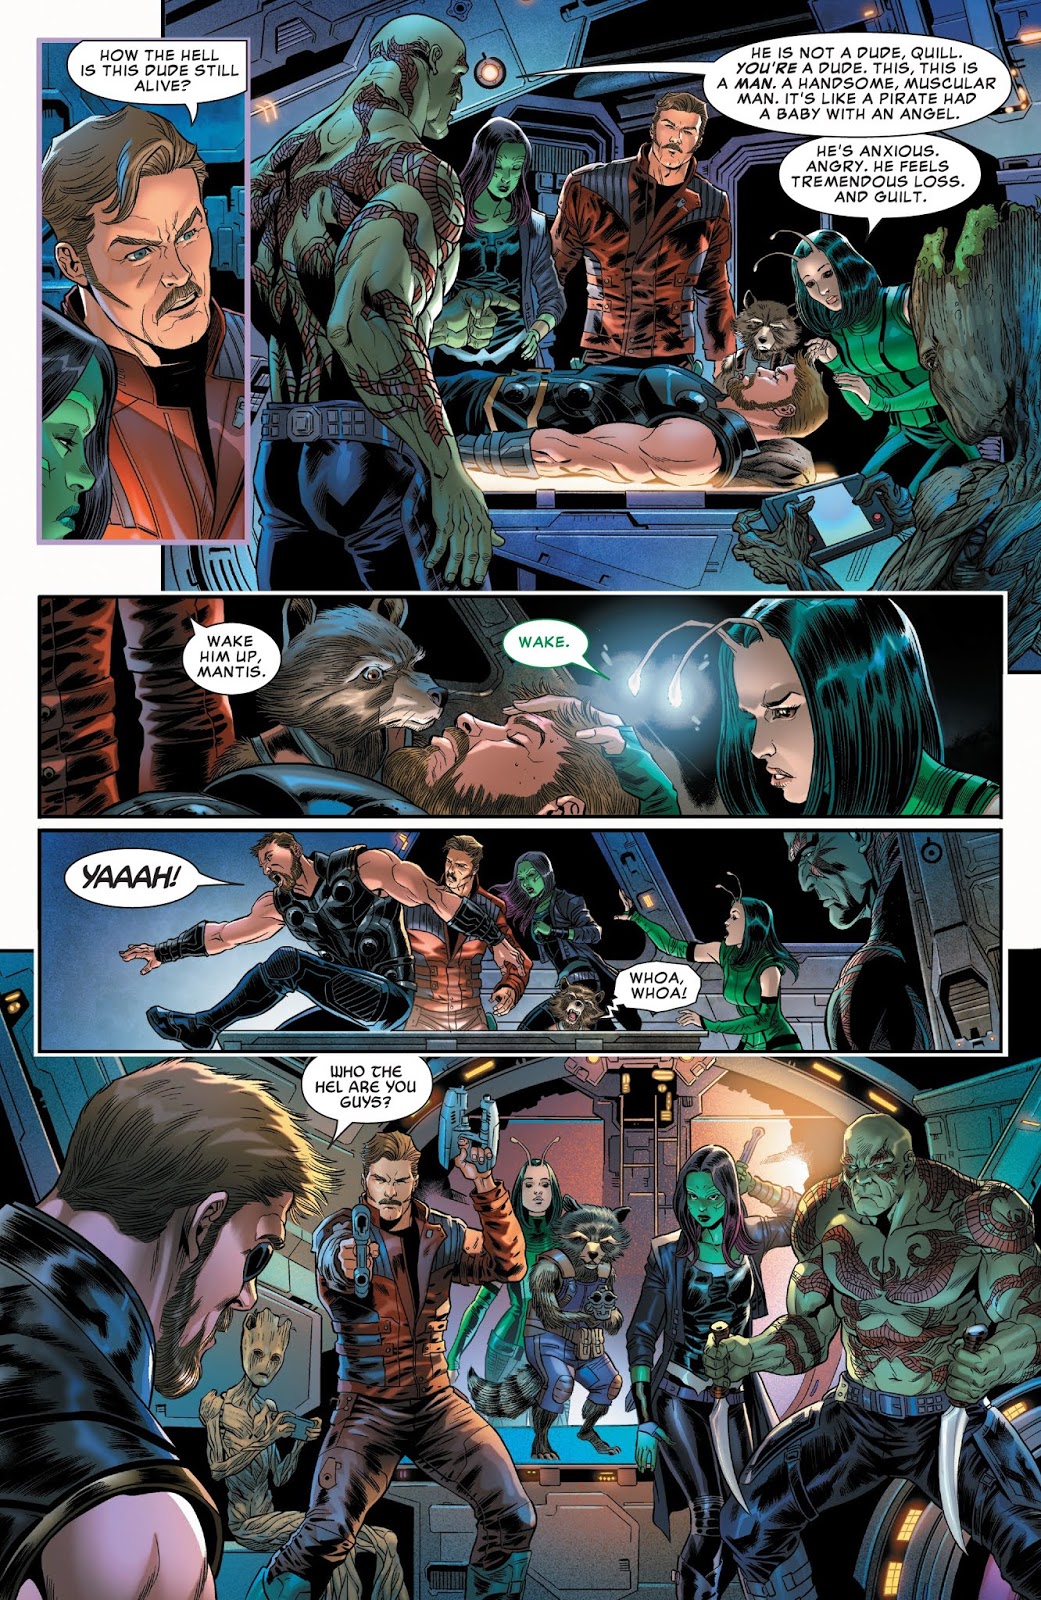 HOW THE HELL
IS THIS DUDE STILL
ALIVE?
HE IS NOT A DUDE, QUILL.
YOU'RE A DUDE. THIS, THIS IS
A MAN. A HANDSOME, MUSCULAR
MAN. IT'S LIKE A PIRATE HAD
A BABY WITH AN ANGEL.
HE'S ANXIOUS.
ANGRY. HE FEELS
TREMENDOUS LOSS.
AND GUILT.
WAKE
HIM UP,
MANTIS.
WAKE.
YAAAH!
WHOA,
WHOA!
WHO THE
HEL ARE YOU
GUYS?